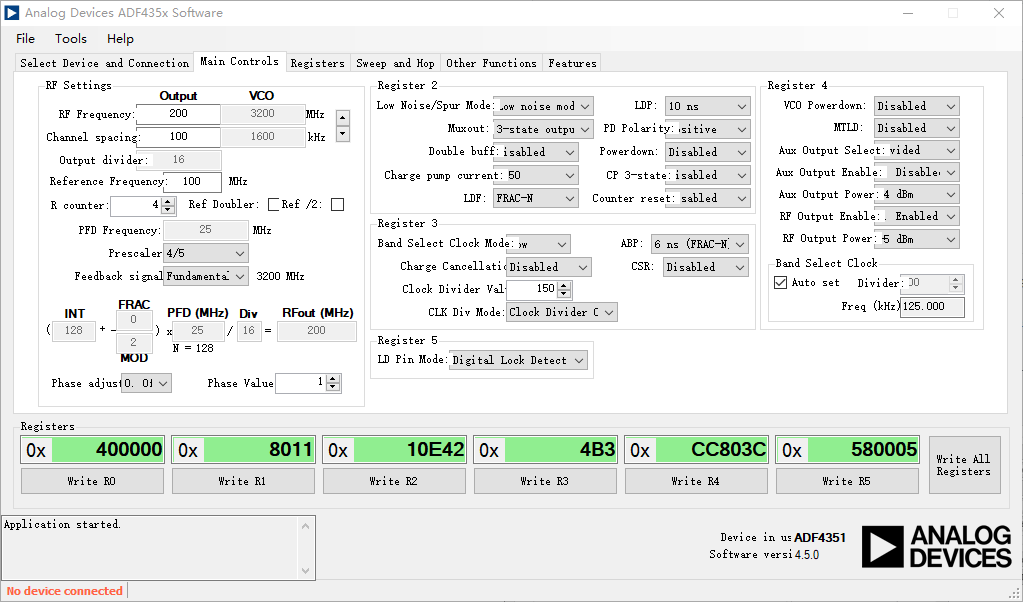 Analog Devices ADF435x Software
File Tools Help
Select Device and Connection Main Controls Registers Sweep and Hop Other Functions Features
RF Settings
Output VCO
RF Frequency: 200 3200 MHz
Channel spacing: 100 1600 kHz
Output divider: 16
Reference Frequency: 100 MHz
R counter: 4 Ref Doubler: Ref /2:
PFD Frequency: 25 MHz
Prescaler 4/5
Feedback signal Fundamental 3200 MHz
INT FRAC PFD (MHz) Div RFout (MHz)
( 128 + 0 2 ) x 25 / 16 = 200
MOD N = 128
Phase adjust 0. Of Phase Value 1
Register 2
Low Noise/Spur Mode: Low noise mod LDP: 10 ns
Muxout: 3-state outpu PD Polarity: sitive
Double buff: isabled Powerdown: Disabled
Charge pump current: 50 CP 3-state: isabled
LDF: FRAC-N Counter reset: sabled
Register 3
Band Select Clock Mode: ow ABP: 6 ns (FRAC-N)
Charge Cancellatic Disabled CSR: Disabled
Clock Divider Val 150
CLK Div Mode: Clock Divider O
Register 5
LD Pin Mode: Digital Lock Detect
Register 4
VCO Powerdown: Disabled
MTLD: Disabled
Aux Output Select: vided
Aux Output Enable: Disable
Aux Output Power: 4 dBm
RF Output Enable: Enabled
RF Output Power: 5 dBm
Band Select Clock
Auto set Divider: 00
Freq (kHz) 125.000
Registers
0x 400000 0x 8011 0x 10E42 0x 4B3 0x CC803C 0x 580005
Write R0 Write R1 Write R2 Write R3 Write R4 Write R5
Write All
Registers
Application started.
Device in us ADF4351
Software versi 4.5.0
ANALOG
DEVICES
No device connected